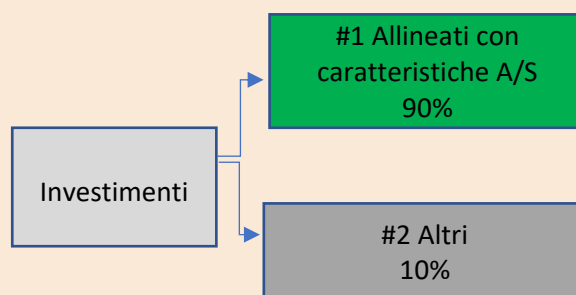 #1 Allineati con
caratteristiche A/S
90%
Investimenti
#2 Altri
10%